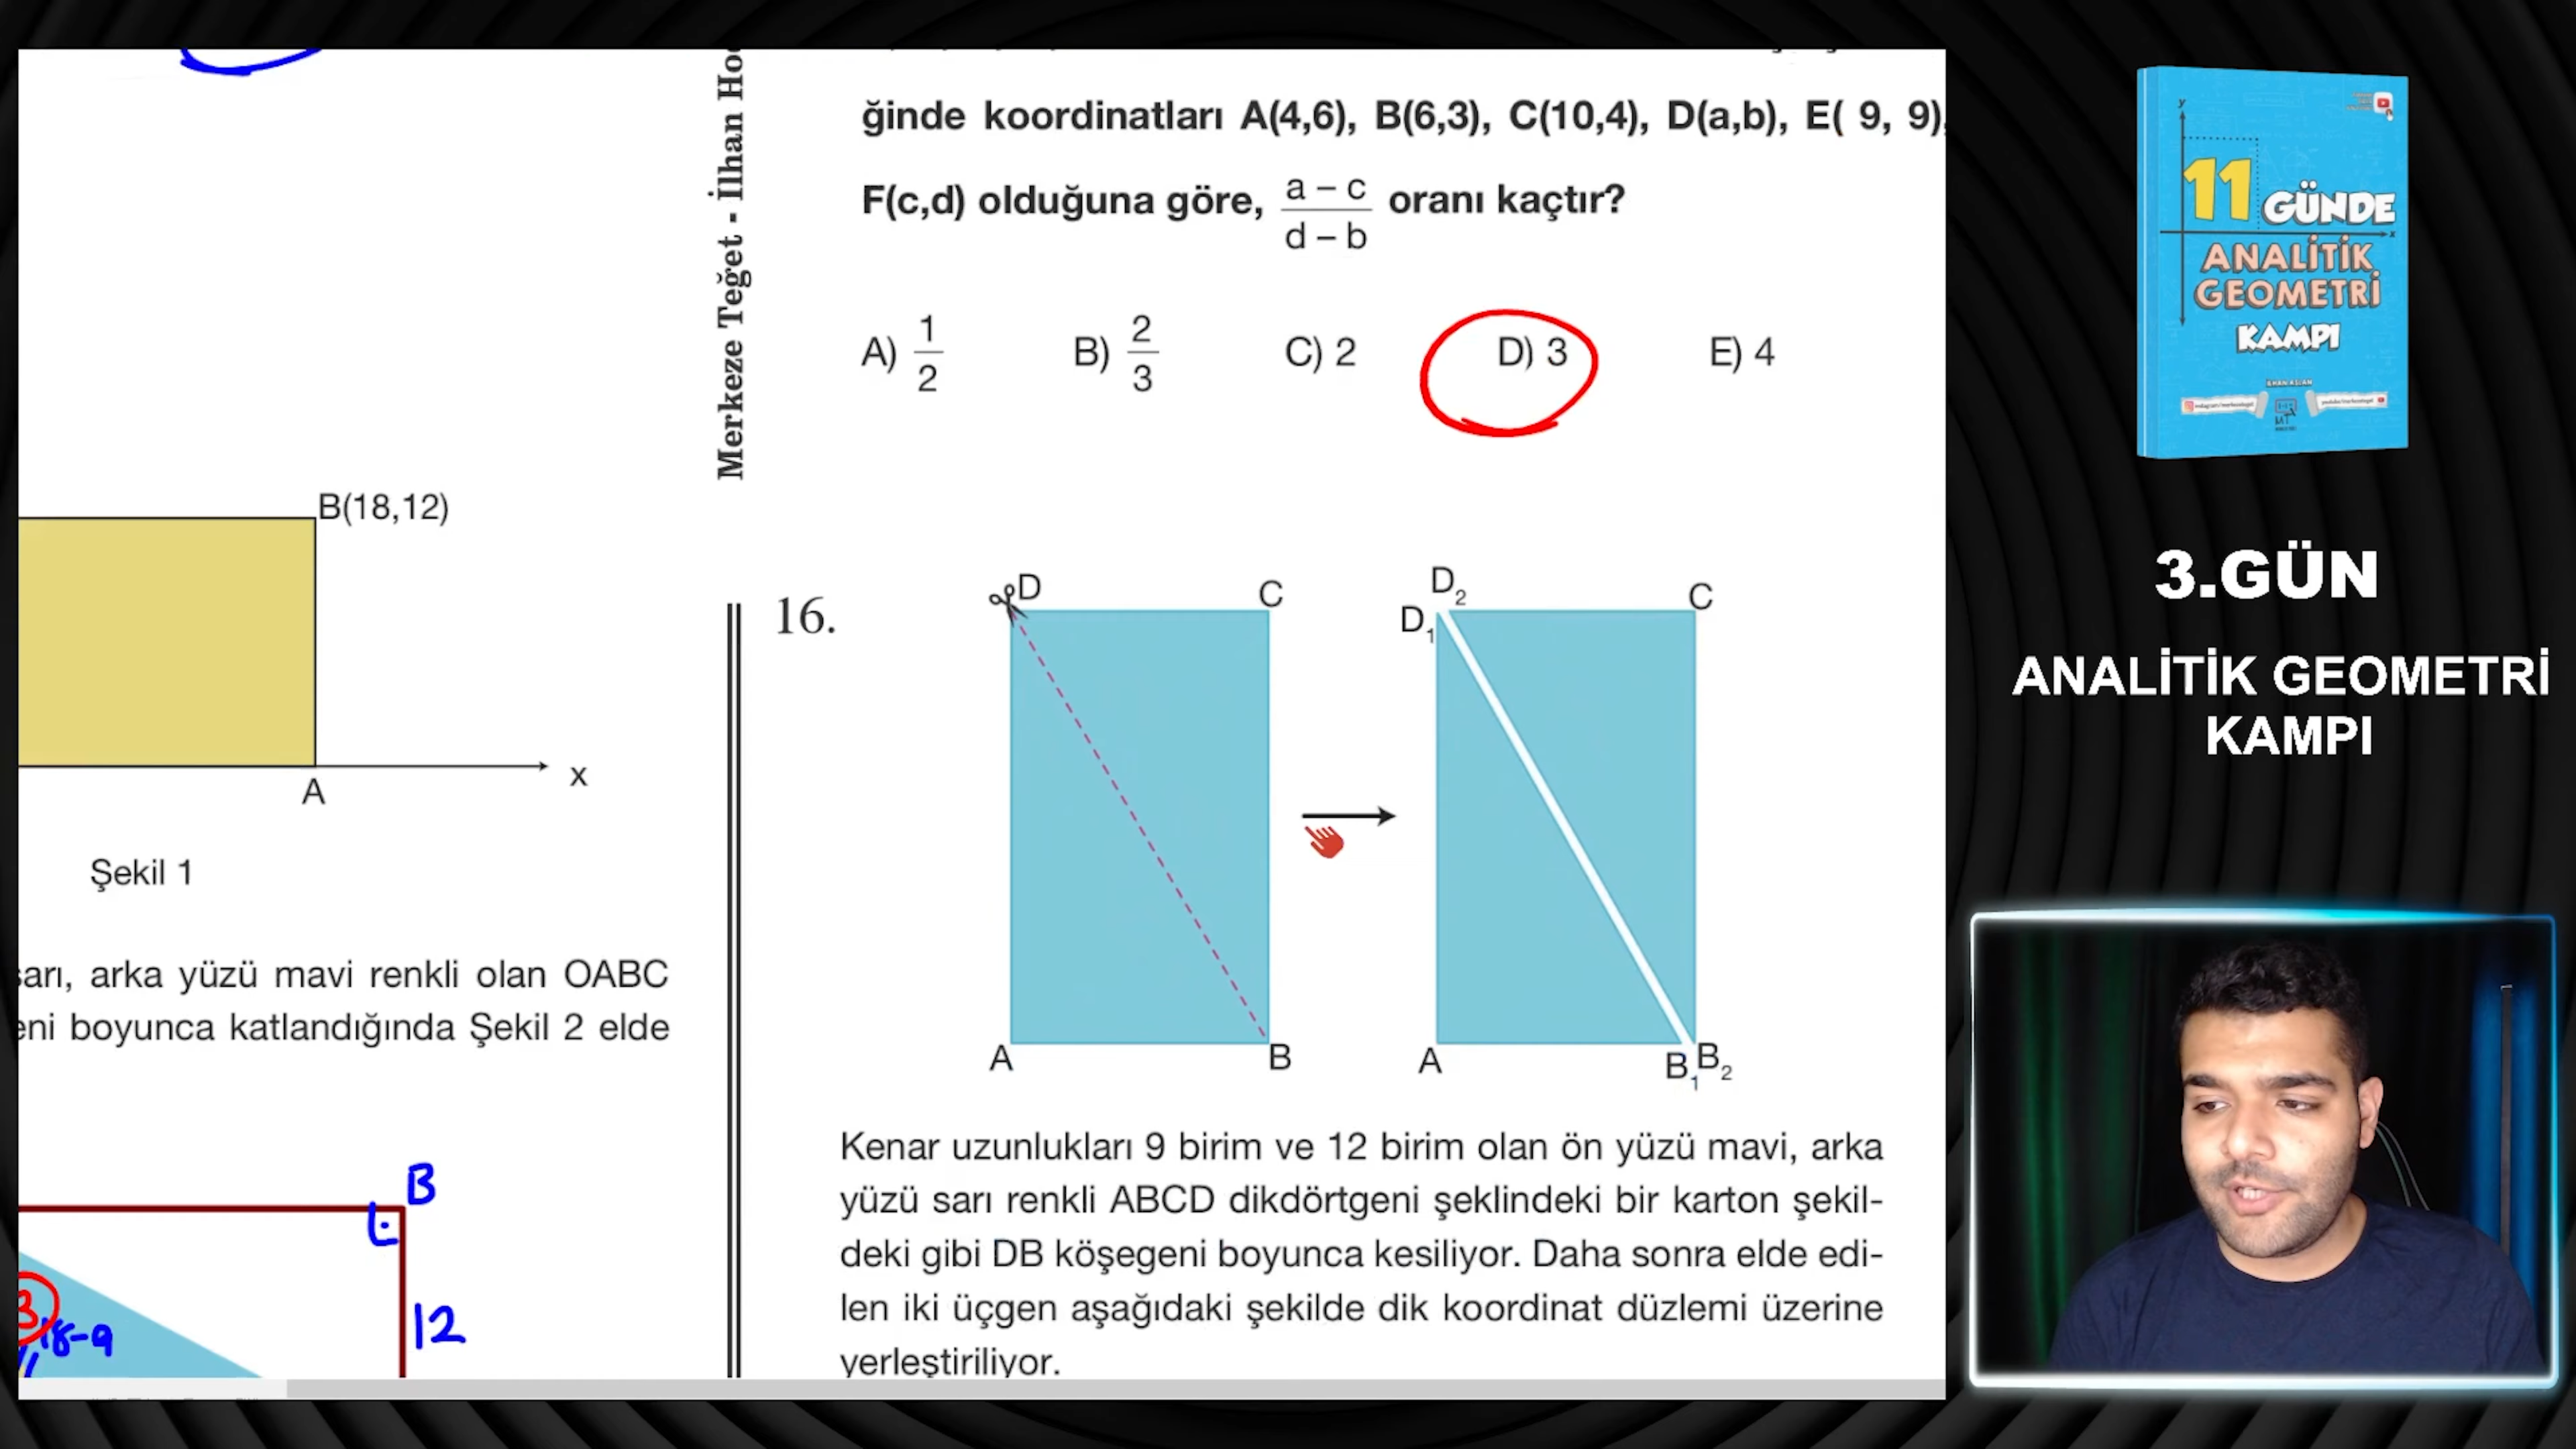 Merkeze Teğet - İlhan Ho
ğinde koordinatları A(4,6), B(6,3), C(10,4), D(a,b), E( 9, 9),
F(c,d) olduğuna göre, a – c / d – b oranı kaçtır?
A) 1/2 B) 2/3 C) 2 D) 3 E) 4
B(18,12)
A
x
Şekil 1
sarı, arka yüzü mavi renkli olan OABC
eni boyunca katlandığında Şekil 2 elde
B
12
3
18-9
16.
D C
A B
D2 C
D1
A B1 B2
Kenar uzunlukları 9 birim ve 12 birim olan ön yüzü mavi, arka
yüzü sarı renkli ABCD dikdörtgeni şeklindeki bir karton şekil-
deki gibi DB köşegeni boyunca kesiliyor. Daha sonra elde edi-
len iki üçgen aşağıdaki şekilde dik koordinat düzlemi üzerine
yerleştiriliyor.
y
11 GÜNDE
x
ANALİTİK
GEOMETRİ
KAMPI
İLHAN ASLAN
3.GÜN
ANALİTİK GEOMETRİ
KAMPI